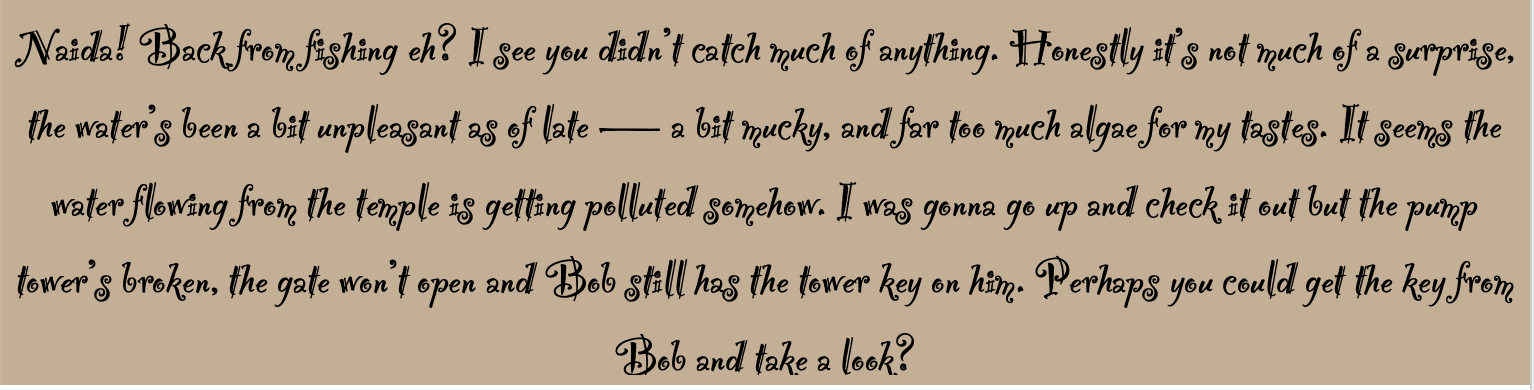 Naida! Back from fishing eh? I see you didn't catch much of anything. Honestly it's not much of a surprise,
the water's been a bit unpleasant as of late — a bit mucky, and far too much algae for my tastes. It seems the
water flowing from the temple is getting polluted somehow. I was gonna go up and check it out but the pump
tower's broken, the gate won't open and Bob still has the tower key on him. Perhaps you could get the key from
Bob and take a look?